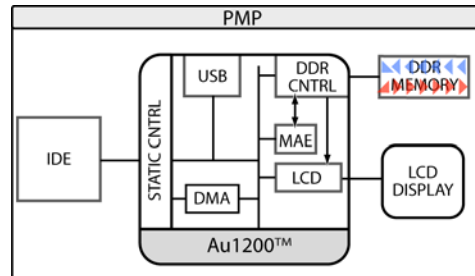 PMP
USB
DDR
CNTRL
DDR
MEMORY
STATIC CNTRL
MAE
IDE
LCD
DMA
LCD
DISPLAY
Au1200™